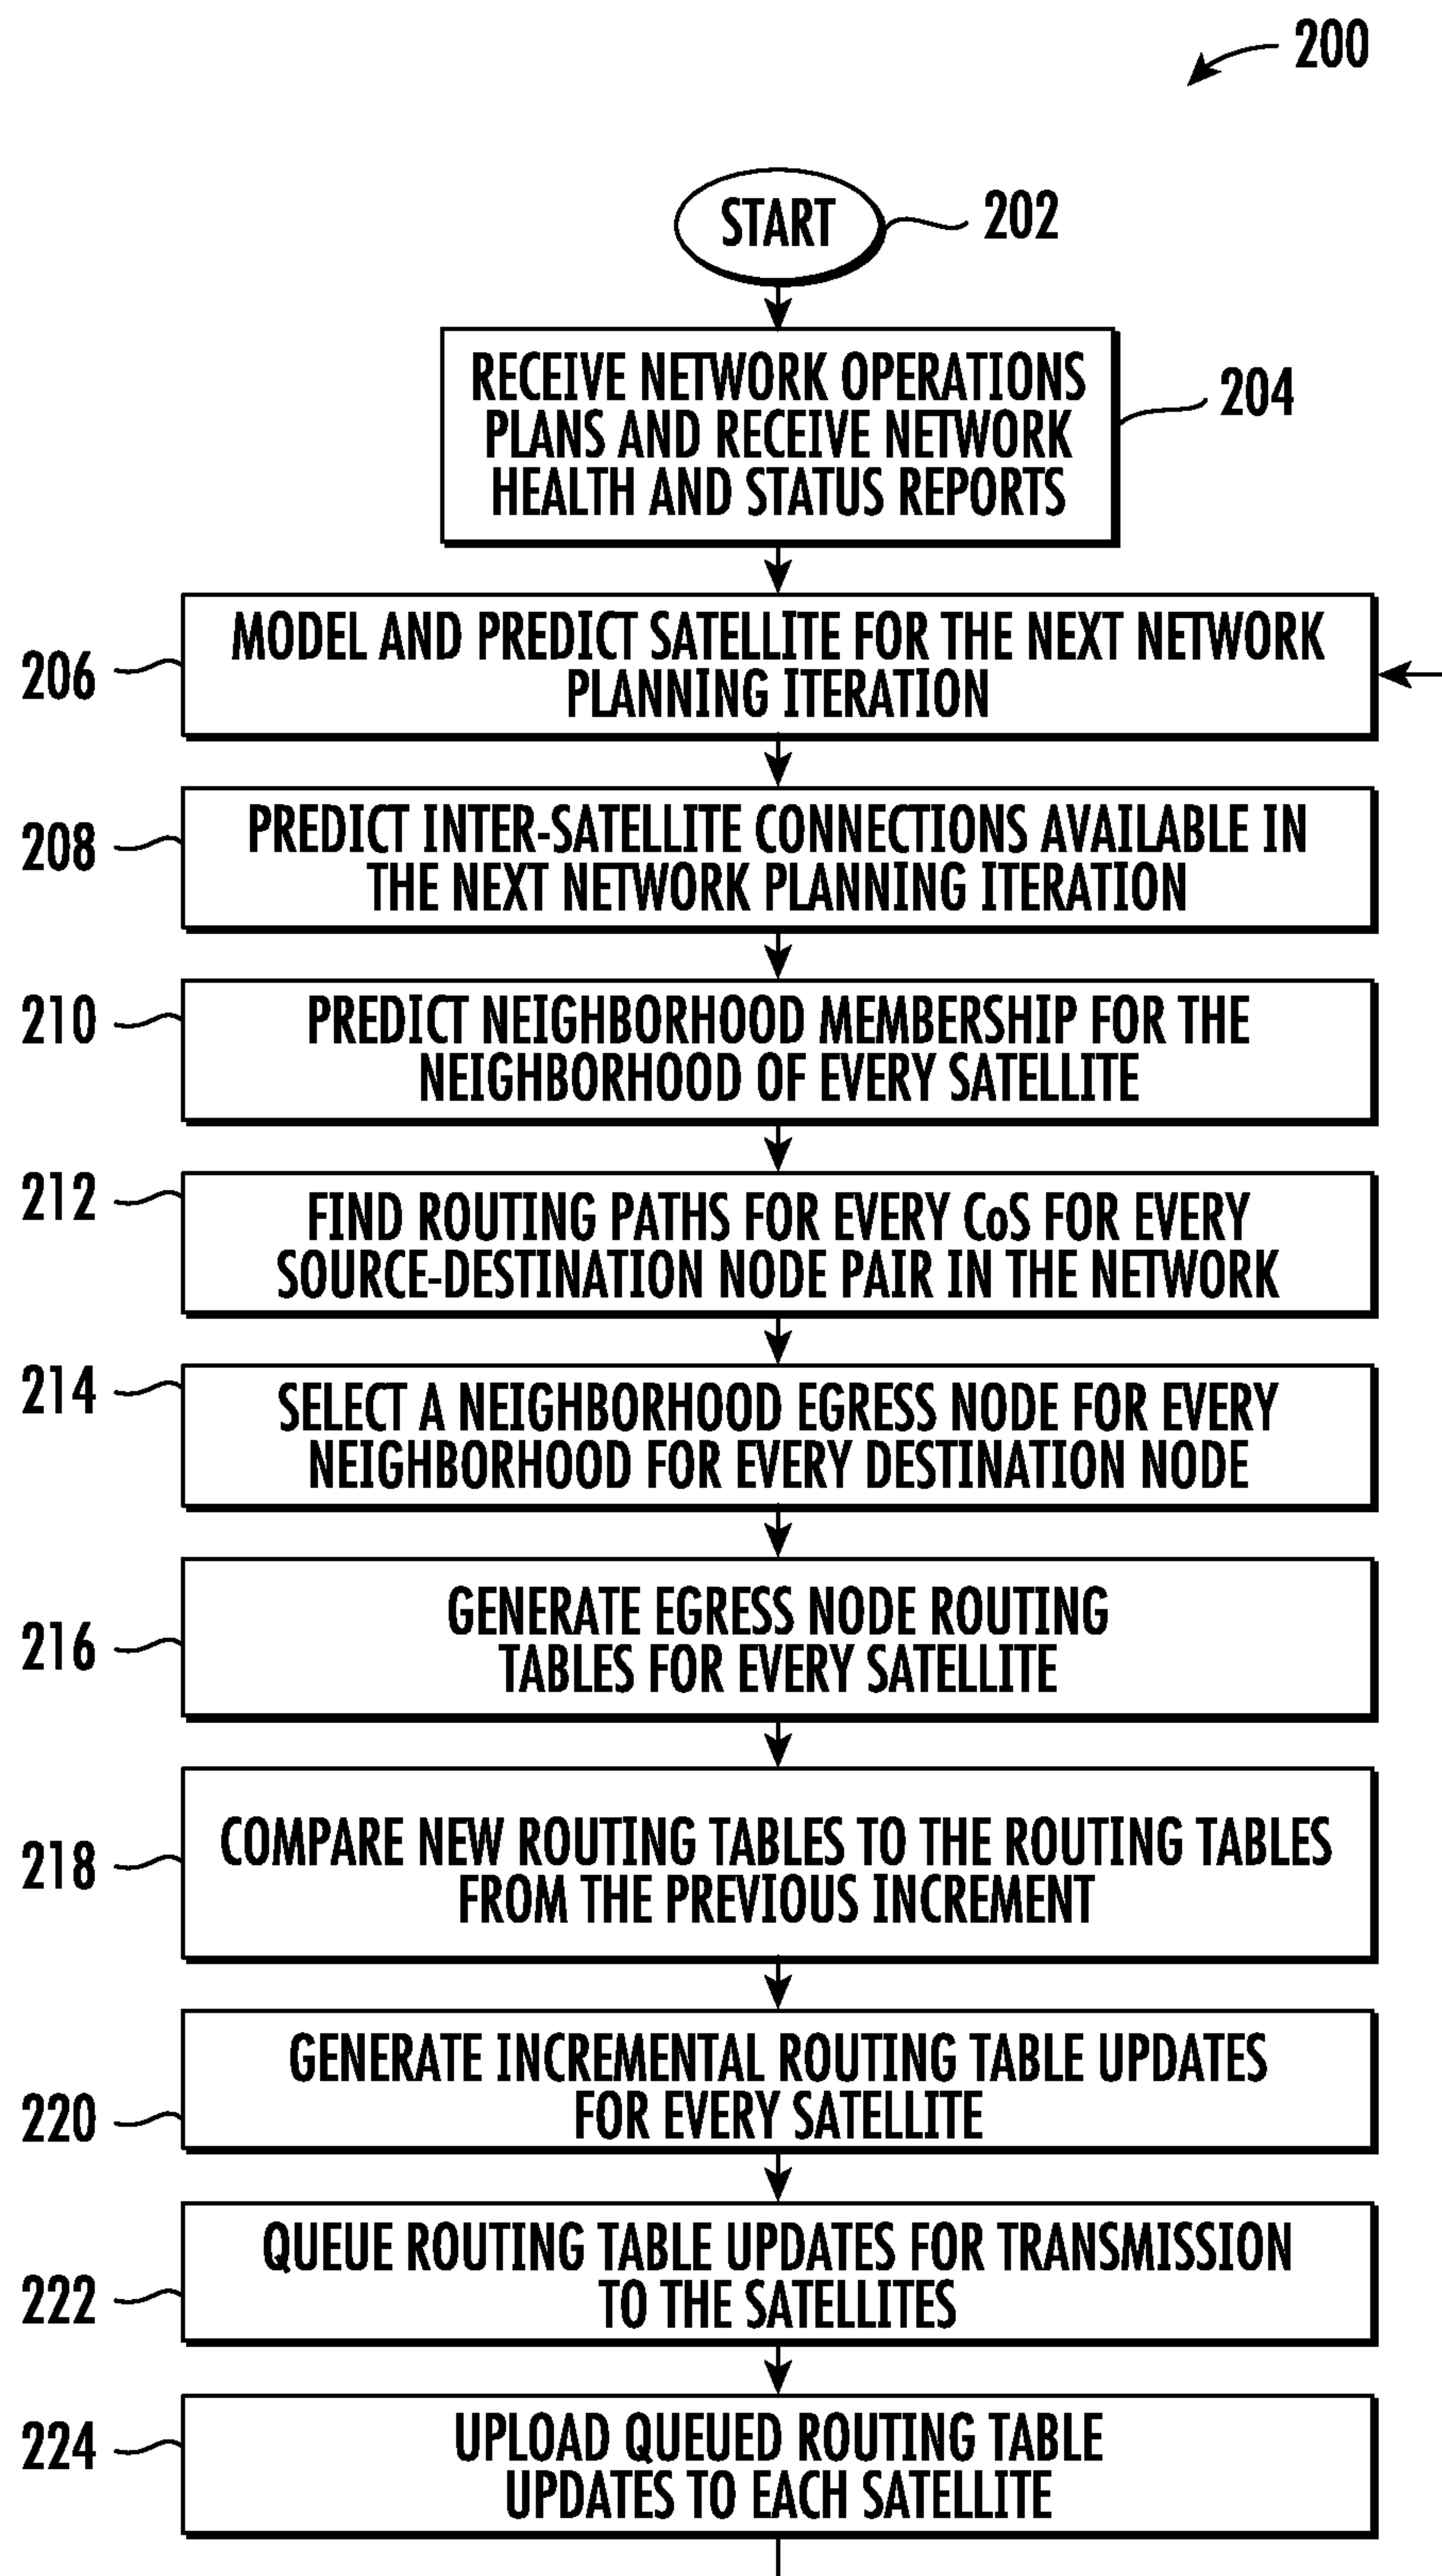 200
START
202
RECEIVE NETWORK OPERATIONS
PLANS AND RECEIVE NETWORK
HEALTH AND STATUS REPORTS
204
206
MODEL AND PREDICT SATELLITE FOR THE NEXT NETWORK
PLANNING ITERATION
208
PREDICT INTER-SATELLITE CONNECTIONS AVAILABLE IN
THE NEXT NETWORK PLANNING ITERATION
210
PREDICT NEIGHBORHOOD MEMBERSHIP FOR THE
NEIGHBORHOOD OF EVERY SATELLITE
212
FIND ROUTING PATHS FOR EVERY CoS FOR EVERY
SOURCE-DESTINATION NODE PAIR IN THE NETWORK
214
SELECT A NEIGHBORHOOD EGRESS NODE FOR EVERY
NEIGHBORHOOD FOR EVERY DESTINATION NODE
216
GENERATE EGRESS NODE ROUTING
TABLES FOR EVERY SATELLITE
218
COMPARE NEW ROUTING TABLES TO THE ROUTING TABLES
FROM THE PREVIOUS INCREMENT
220
GENERATE INCREMENTAL ROUTING TABLE UPDATES
FOR EVERY SATELLITE
222
QUEUE ROUTING TABLE UPDATES FOR TRANSMISSION
TO THE SATELLITES
224
UPLOAD QUEUED ROUTING TABLE
UPDATES TO EACH SATELLITE